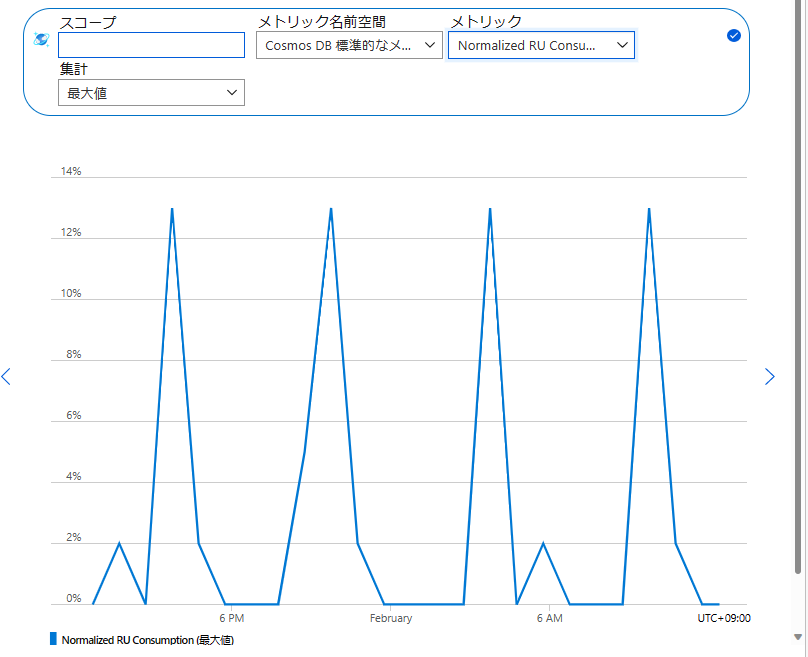 スコープ
メトリック名前空間
メトリック
Cosmos DB 標準的なメ...
Normalized RU Consu...
集計
最大値
14%
12%
10%
8%
6%
4%
2%
0%
6 PM
February
6 AM
UTC+09:00
Normalized RU Consumption (最大値)